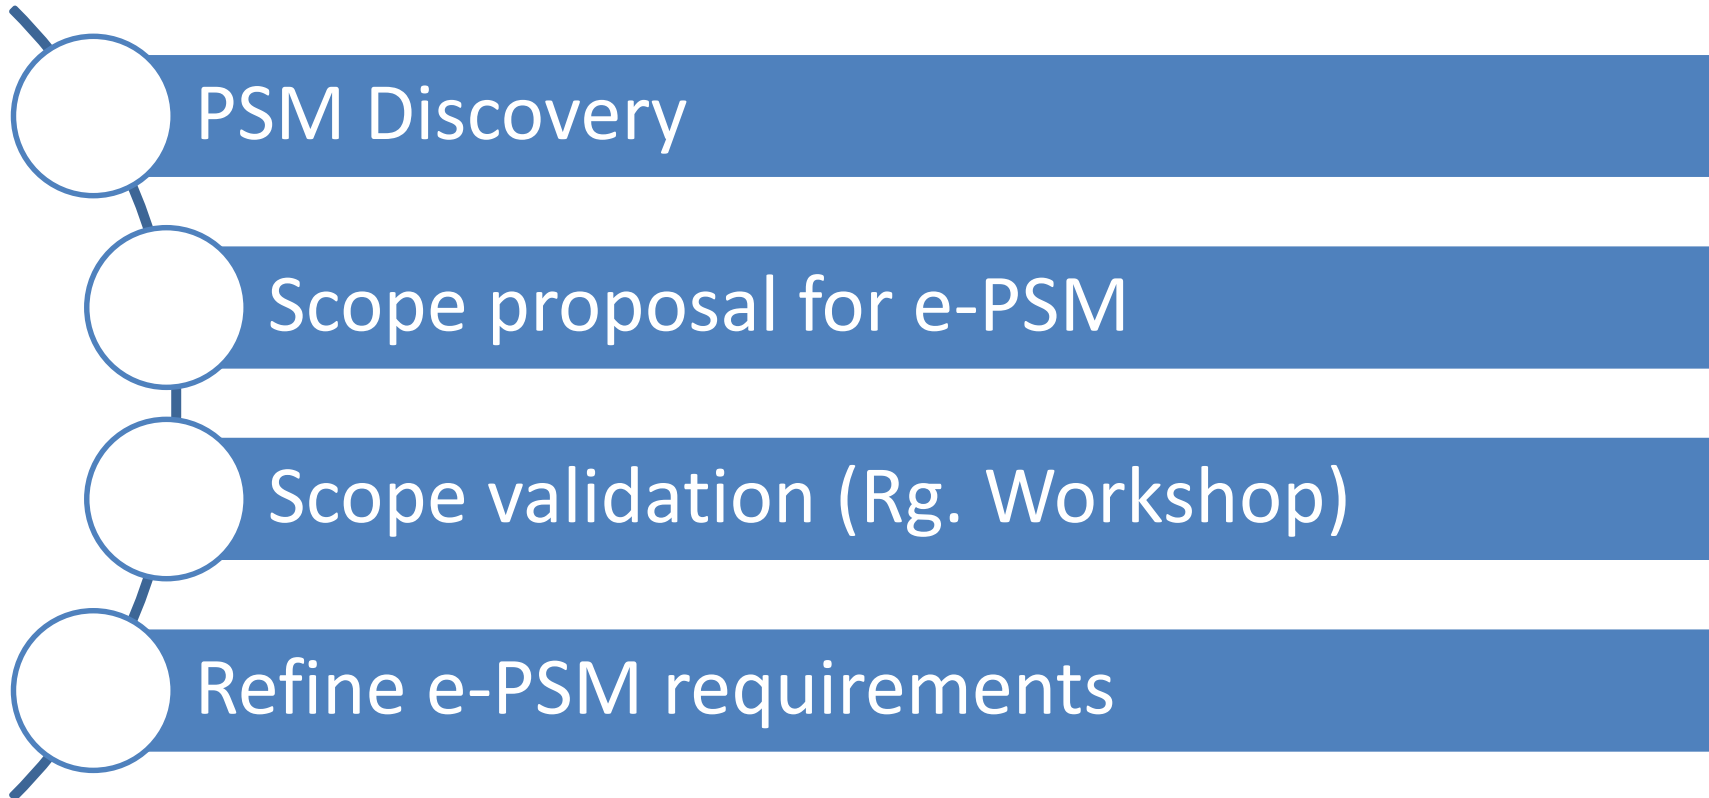 PSM Discovery
Scope proposal for e-PSM
Scope validation (Rg. Workshop)
Refine e-PSM requirements